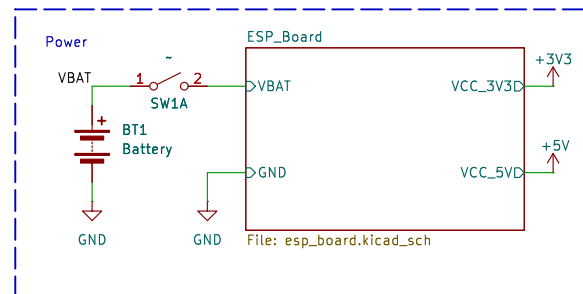 Power
ESP_Board
+3V3
VBAT
~
1 2
VBAT
VCC_3V3
SW1A
+
BT1
Battery
+5V
GND
VCC_5V
GND
GND
File: esp_board.kicad_sch